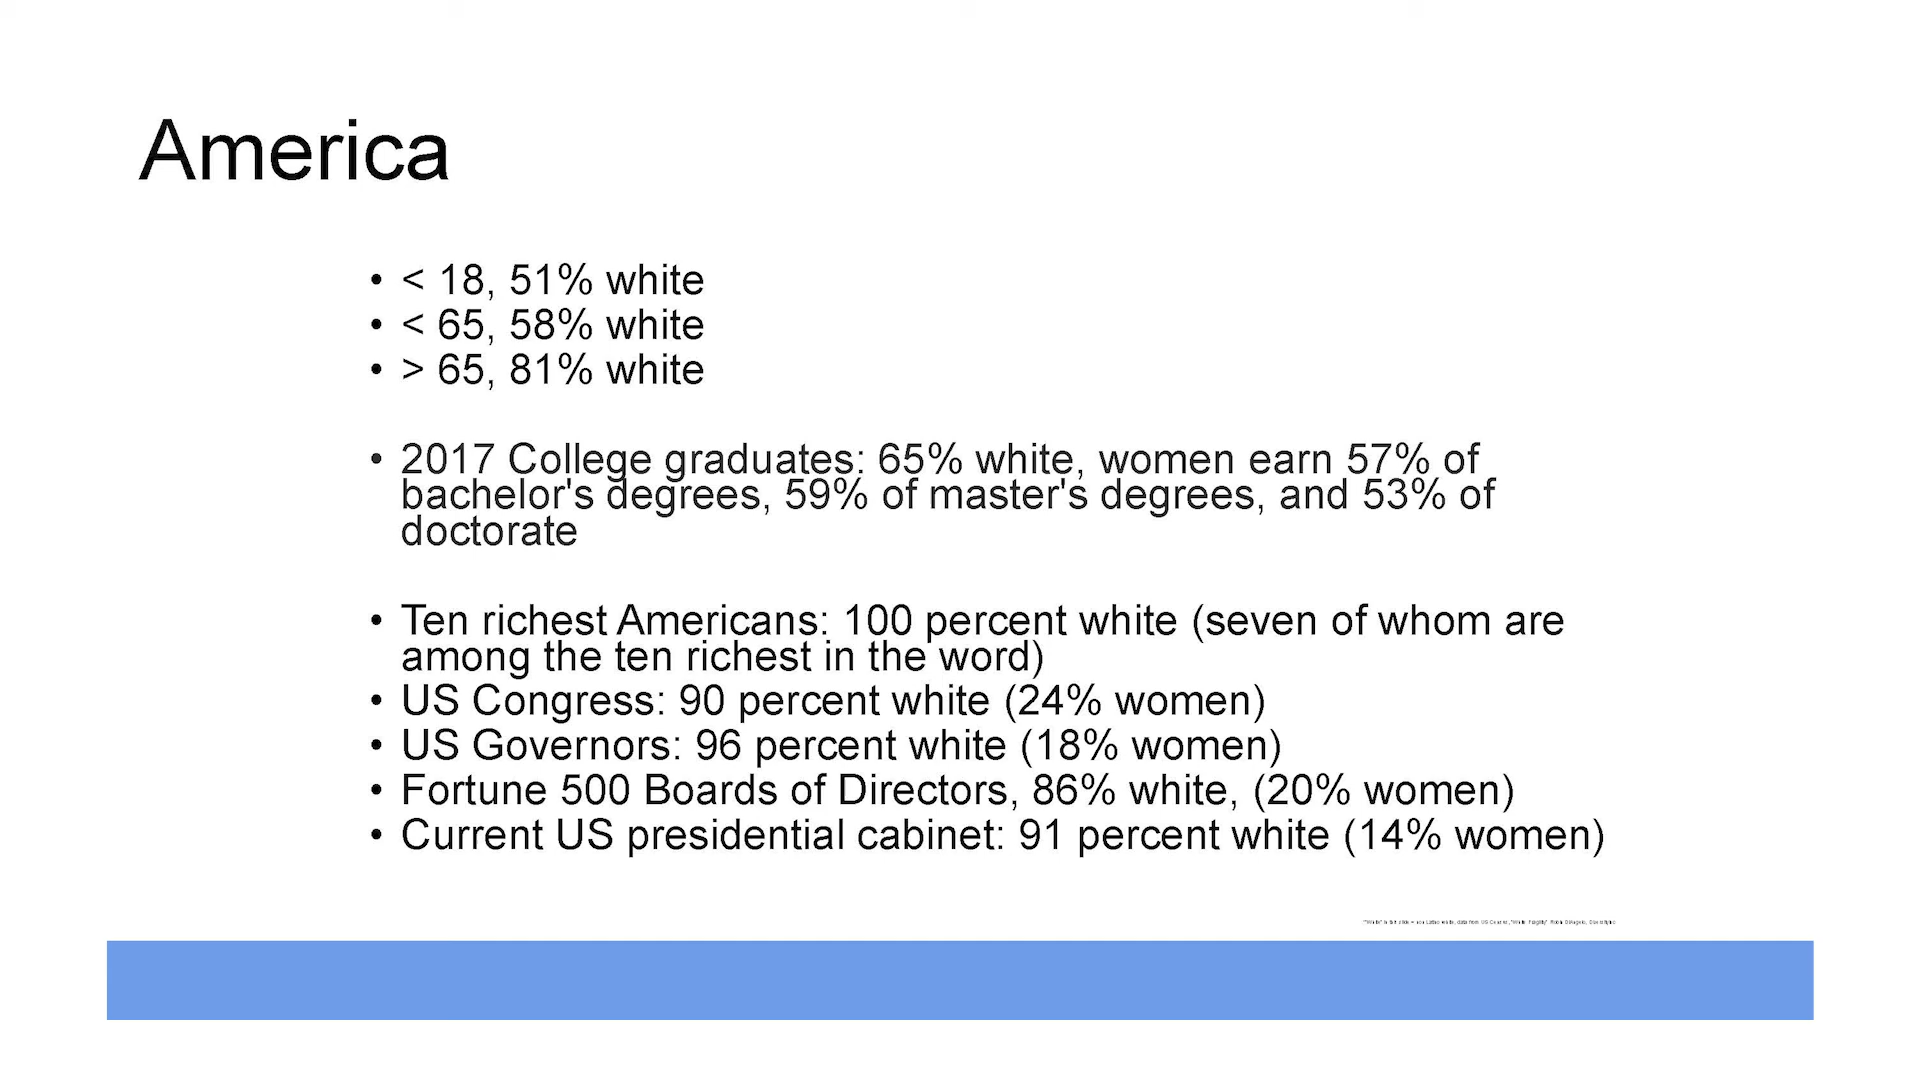 America
• < 18, 51% white
• < 65, 58% white
• > 65, 81% white
• 2017 College graduates: 65% white, women earn 57% of
bachelor's degrees, 59% of master's degrees, and 53% of
doctorate
• Ten richest Americans: 100 percent white (seven of whom are
among the ten richest in the word)
• US Congress: 90 percent white (24% women)
• US Governors: 96 percent white (18% women)
• Fortune 500 Boards of Directors, 86% white, (20% women)
• Current US presidential cabinet: 91 percent white (14% women)